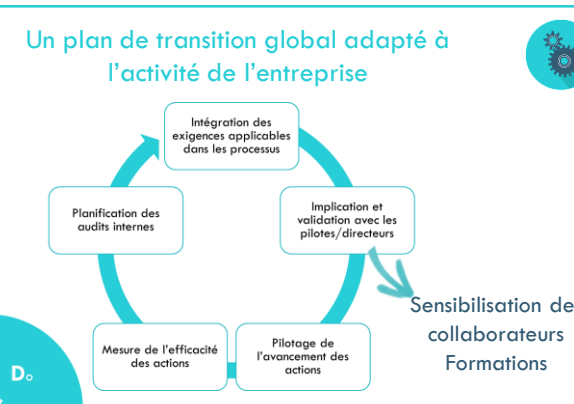 Un plan de transition global adapté à
l'activité de l'entreprise
Intégration des
exigences applicables
dans les processus
Implication et
validation avec les
pilotes/directeurs
Planification des
audits internes
Sensibilisation de
collaborateurs
Formations
Mesure de l'efficacité
des actions
Pilotage de
l'avancement des
actions
Do